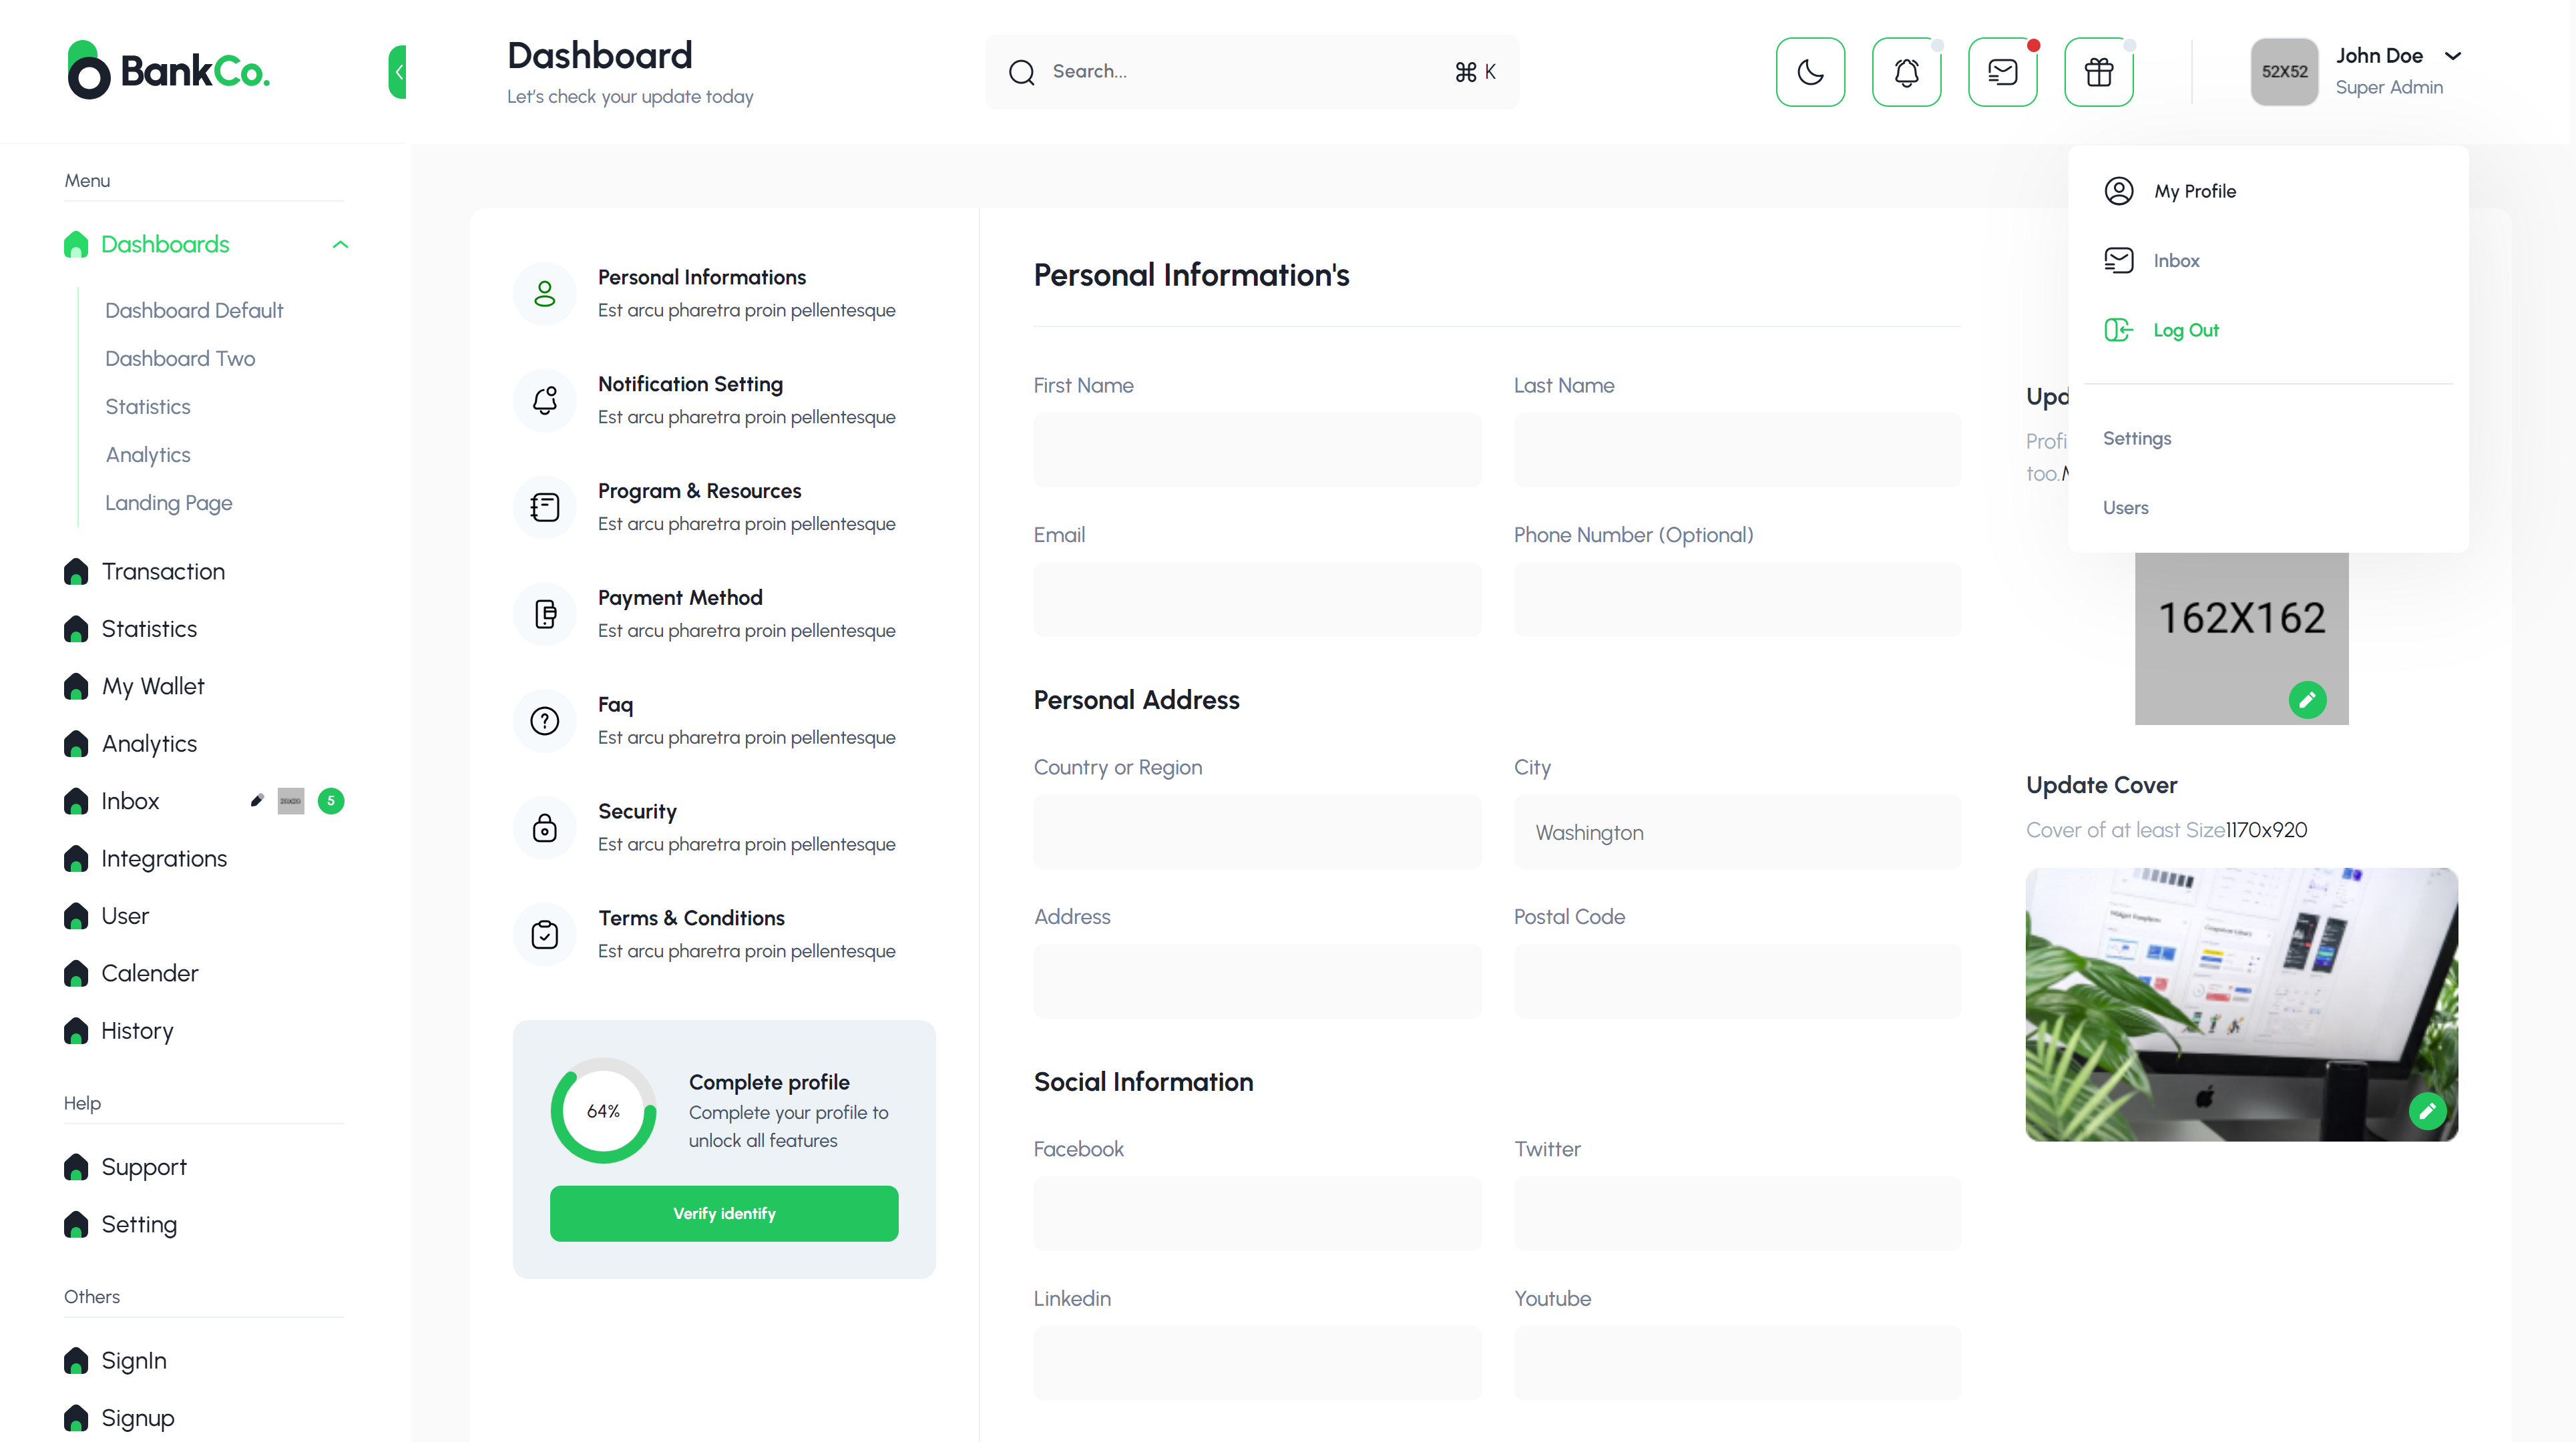 BankCo.
Dashboard
Let's check your update today
Search...
⌘ K
52X52
John Doe
Super Admin
Menu
Dashboards
Dashboard Default
Dashboard Two
Statistics
Analytics
Landing Page
Transaction
Statistics
My Wallet
Analytics
Inbox
5
Integrations
User
Calender
History
Help
Support
Setting
Others
SignIn
Signup
Personal Informations
Est arcu pharetra proin pellentesque
Notification Setting
Est arcu pharetra proin pellentesque
Program & Resources
Est arcu pharetra proin pellentesque
Payment Method
Est arcu pharetra proin pellentesque
Faq
Est arcu pharetra proin pellentesque
Security
Est arcu pharetra proin pellentesque
Terms & Conditions
Est arcu pharetra proin pellentesque
64%
Complete profile
Complete your profile to
unlock all features
Verify identify
Personal Information's
First Name
Last Name
Email
Phone Number (Optional)
Personal Address
Country or Region
City
Washington
Address
Postal Code
Social Information
Facebook
Twitter
Linkedin
Youtube
My Profile
Inbox
Log Out
Settings
Users
too.
162X162
Update Cover
Cover of at least Size1170x920